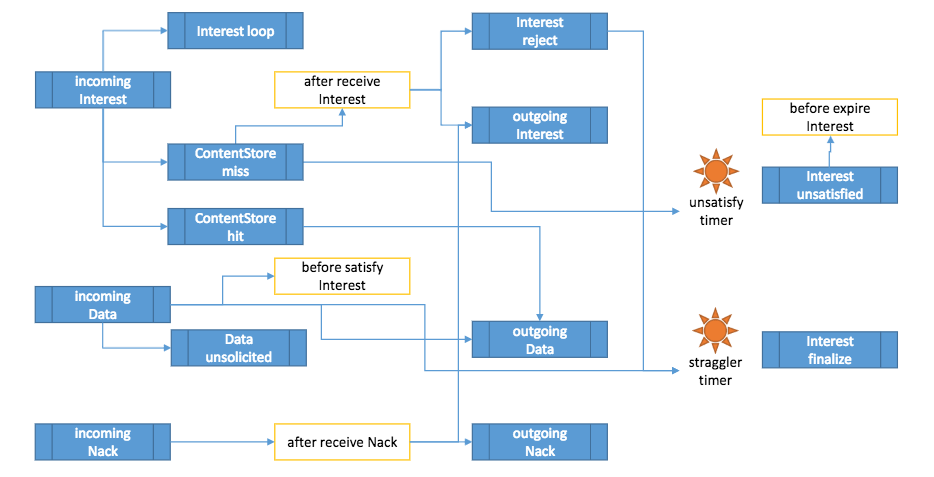 Interest loop
Interest
reject
incoming
Interest
after receive
Interest
outgoing
Interest
before expire
Interest
ContentStore
miss
Interest
unsatisfied
unsatisfy
timer
ContentStore
hit
before satisfy
Interest
incoming
Data
Data
unsolicited
outgoing
Data
straggler
timer
Interest
finalize
incoming
Nack
after receive Nack
outgoing
Nack